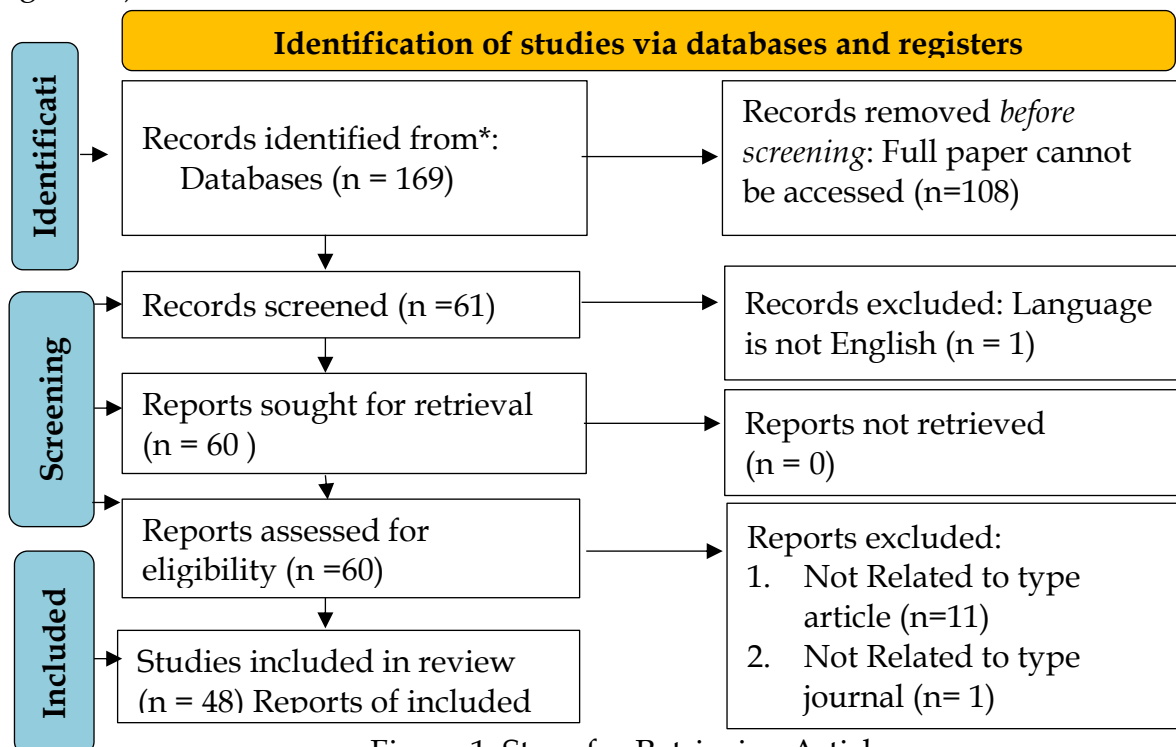 Identification of studies via databases and registers
Identificati
Records identified from*:
Databases (n = 169)
Records removed before
screening: Full paper cannot
be accessed (n=108)
Screening
Records screened (n =61)
Records excluded: Language
is not English (n = 1)
Reports sought for retrieval
(n = 60 )
Reports not retrieved
(n = 0)
Reports assessed for
eligibility (n =60)
Reports excluded:
1. Not Related to type
article (n=11)
2. Not Related to type
journal (n= 1)
Included
Studies included in review
(n = 48) Reports of included